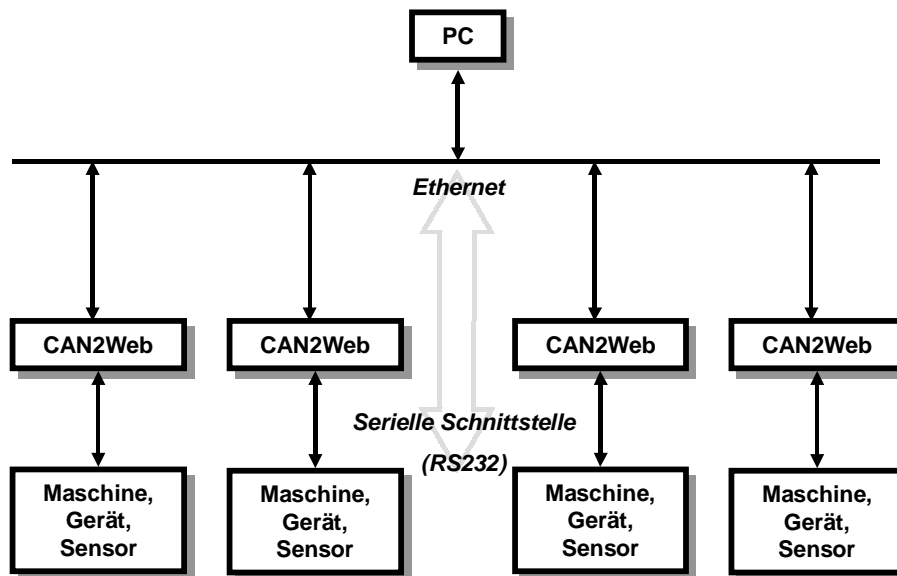 PC
Ethernet
CAN2Web
CAN2Web
CAN2Web
CAN2Web
Serielle Schnittstelle
(RS232)
Maschine,
Gerät,
Sensor
Maschine,
Gerät,
Sensor
Maschine,
Gerät,
Sensor
Maschine,
Gerät,
Sensor